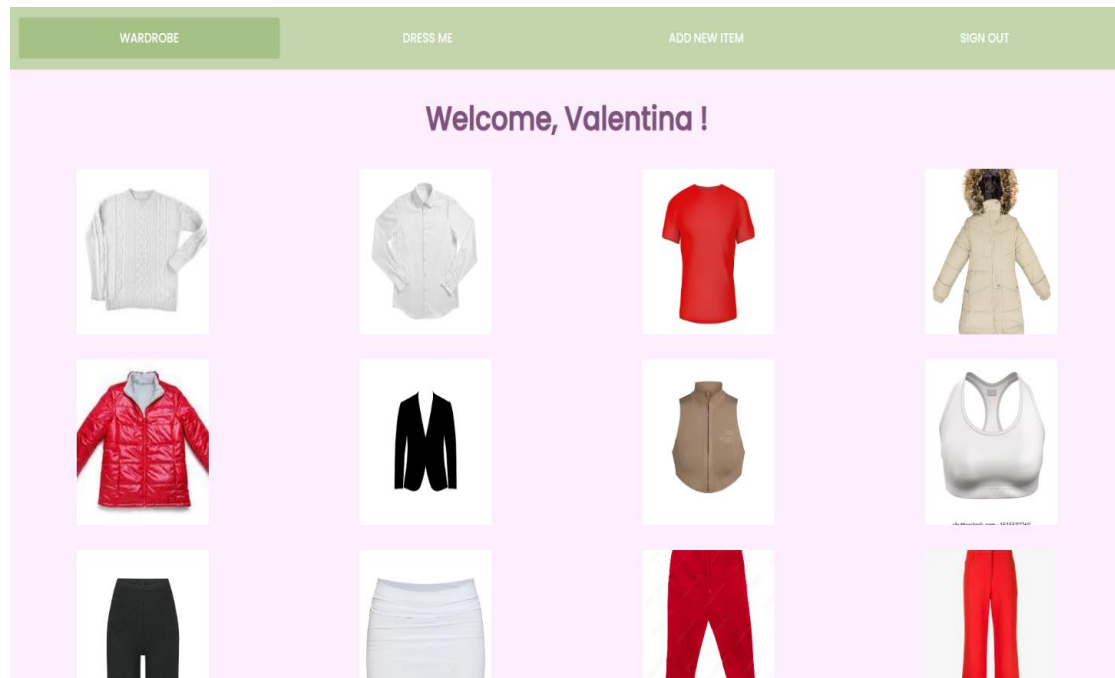 WARDROBE
DRESS ME
ADD NEW ITEM
SIGN OUT
Welcome, Valentina !